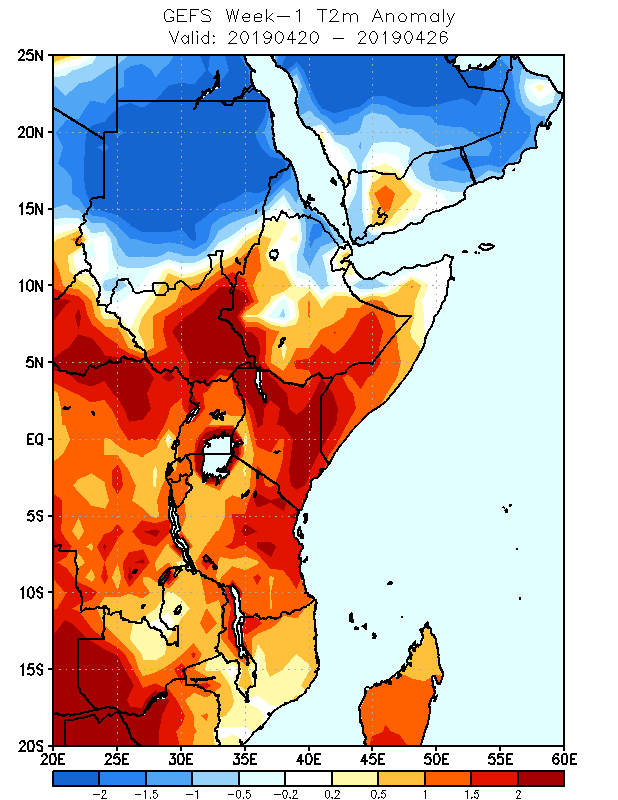 GEFS Week-1 T2m Anomaly
Valid: 20190420 - 20190426
25N
20N
15N
10N
5N
EQ
5S
10S
15S
20S
20E 25E 30E 35E 40E 45E 50E 55E 60E
-2 -1.5 -1 -0.5 -0.2 0.2 0.5 1 1.5 2